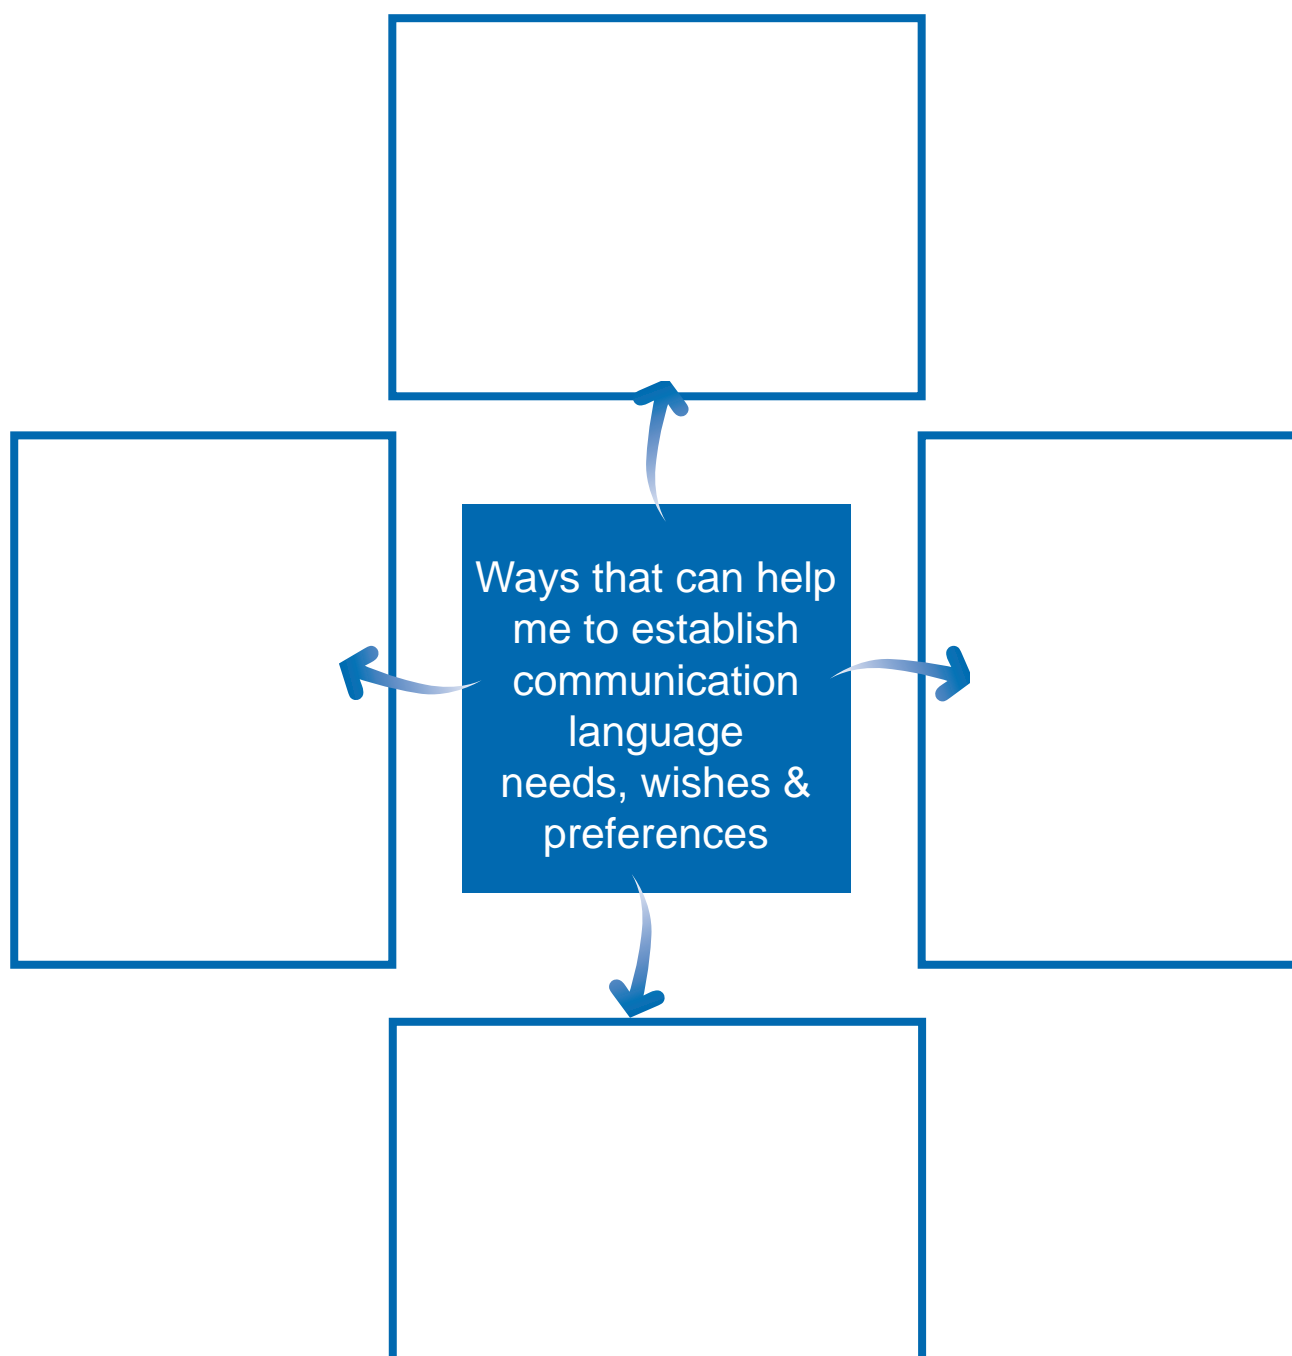 Ways that can help
me to establish
communication
language
needs, wishes &
preferences